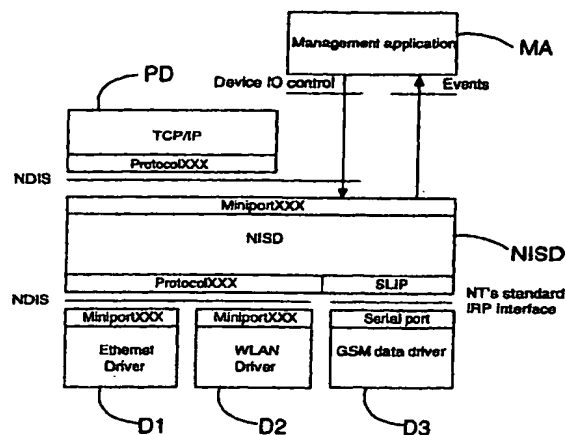 Management application
MA
Device IO control
Events
PD
TCP/IP
ProtocolXXX
NDIS
MiniportXXX
NISD
NISD
ProtocolXXX
SLIP
NDIS
NT's standard
IRP interface
MiniportXXX
MiniportXXX
Serial port
Ethernet
Driver
WLAN
Driver
GSM data driver
D1
D2
D3